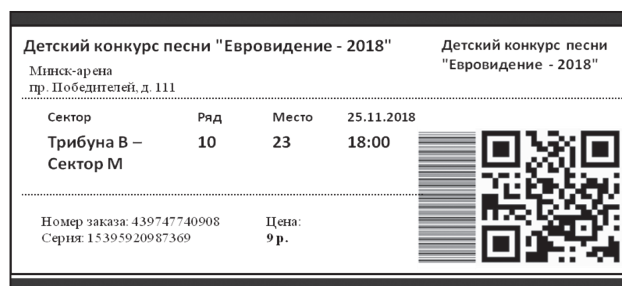 Детский конкурс песни "Евровидение - 2018"
Минск-арена
пр. Победителей, д. 111
Сектор Ряд Место 25.11.2018
Трибуна В – 10 23 18:00
Сектор М
Номер заказа: 439747740908 Цена:
Серия: 15395920987369 9 р.
Детский конкурс песни
"Евровидение - 2018"